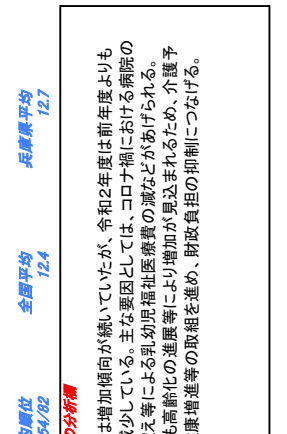 内順位 全国平均 兵庫県平均
54/82 12.4 12.7
の分析欄
は増加傾向が続いていたが、令和2年度は前年度よりも
減少している。主な要因としては、コロナ禍における病院の
え等による乳幼児福祉医療費の減などがあげられる。
も高齢化の進展等により増加が見込まれるため、介護予
康増進等の取組を進め、財政負担の抑制につなげる。